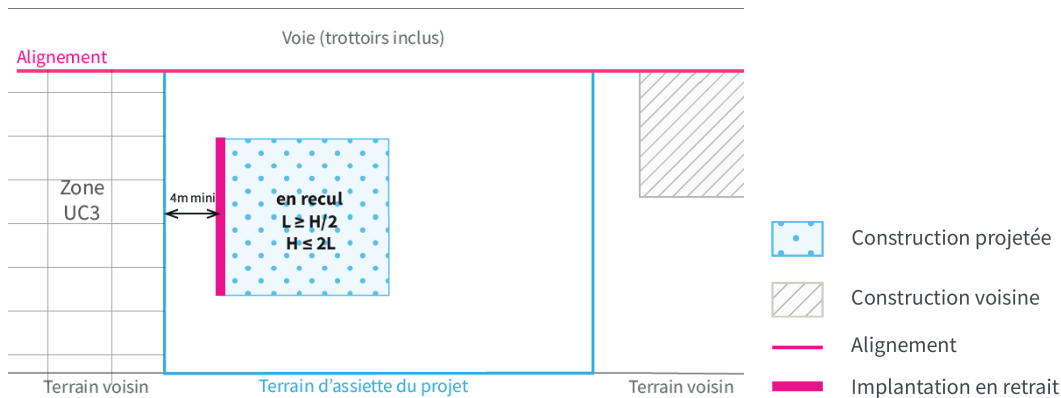 Voie (trottoirs inclus)
Alignement
Zone
UC3
4m mini
en recul
L ≥ H/2
H ≤ 2L
Terrain voisin
Terrain d'assiette du projet
Terrain voisin
Construction projetée
Construction voisine
Alignement
Implantation en retrait